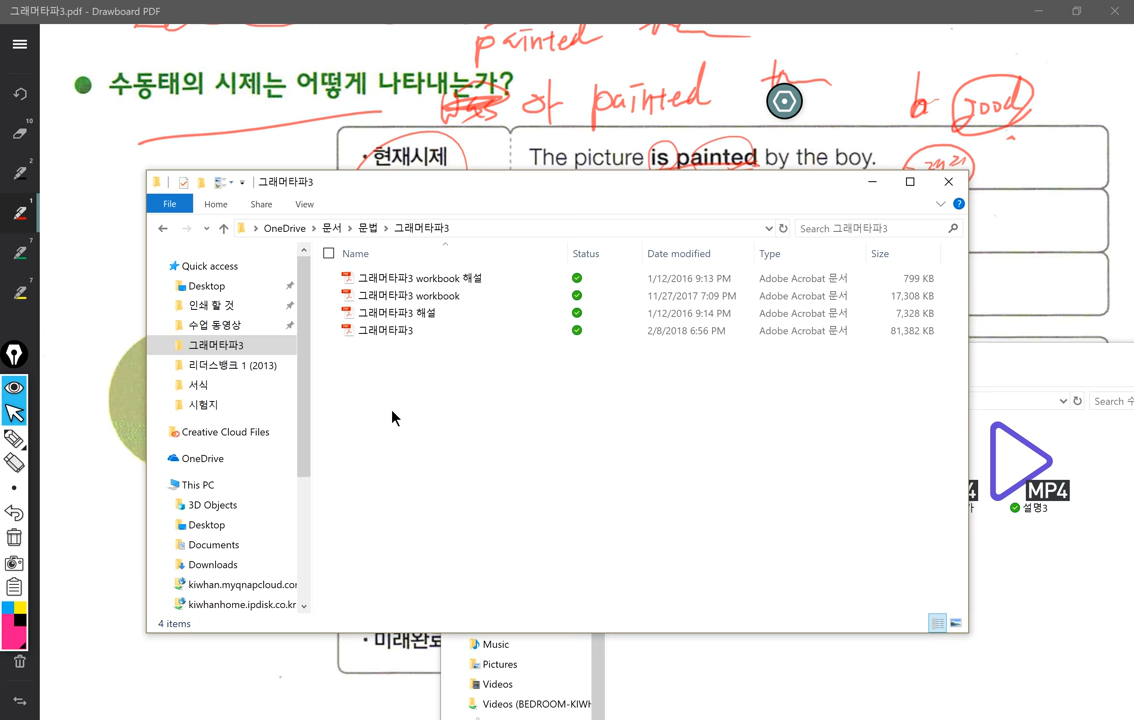 그래머타파3.pdf - Drawboard PDF
painted
수동태의 시제는 어떻게 나타내는가?
painted
good
· 현재시제
The picture is painted by the boy.
그래머타파3
File
Home
Share
View
OneDrive > 문서 > 문법 > 그래머타파3
Search 그래머타파3
Name
Status
Date modified
Type
Size
Quick access
Desktop
인쇄 할 것
수업 동영상
그래머타파3
리더스뱅크 1 (2013)
서식
시험지
Creative Cloud Files
OneDrive
This PC
3D Objects
Desktop
Documents
Downloads
kiwhan.myqnapcloud.cor
kiwhanhome.ipdisk.co.kr
그래머타파3 workbook 해설 1/12/2016 9:13 PM Adobe Acrobat 문서 799 KB
그래머타파3 workbook 11/27/2017 7:09 PM Adobe Acrobat 문서 17,308 KB
그래머타파3 해설 1/12/2016 9:14 PM Adobe Acrobat 문서 7,328 KB
그래머타파3 2/8/2018 6:56 PM Adobe Acrobat 문서 81,382 KB
4 items
Search 수
MP4
설명3
· 미래완료
Music
Pictures
Videos
Videos (BEDROOM-KIWH
10
2
1
7
7